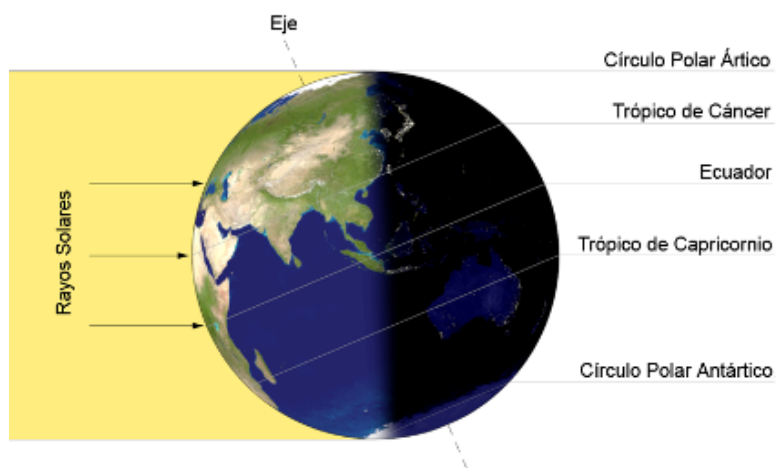 Eje
Círculo Polar Ártico
Trópico de Cáncer
Ecuador
Trópico de Capricornio
Círculo Polar Antártico
Rayos Solares